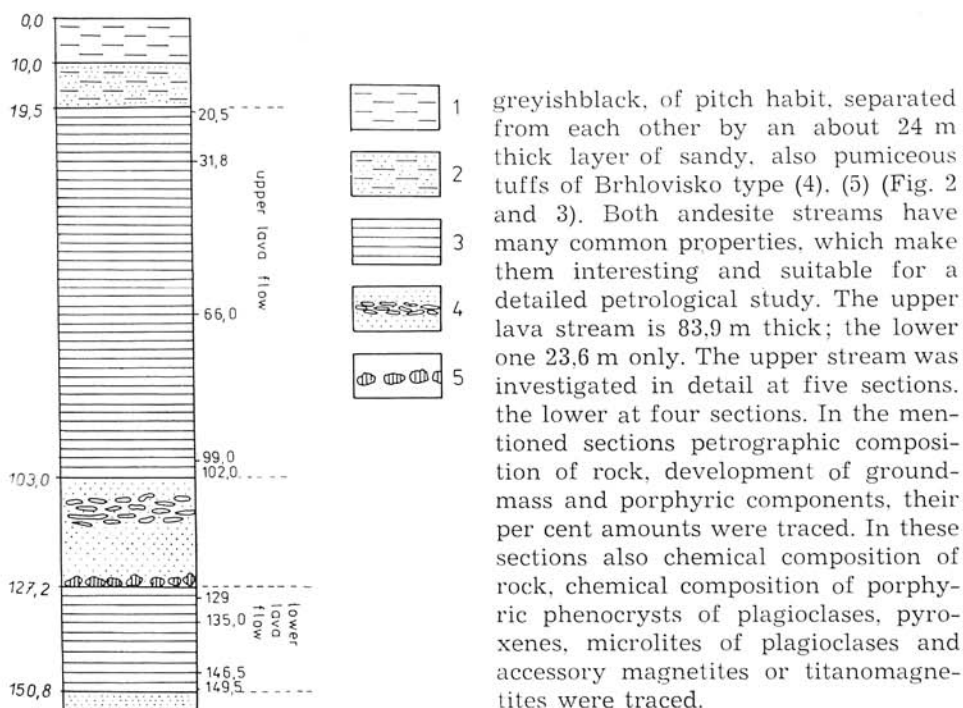 0,0
10,0
19,5
20,5
31,8
upper lava flow
66,0
99,0
102,0
103,0
127,2
129
135,0
lower lava flow
146,5
149,5
150,8
1
2
3
4
5
greyishblack, of pitch habit, separated
from each other by an about 24 m
thick layer of sandy, also pumiceous
tuffs of Brhlovisko type (4), (5) (Fig. 2
and 3). Both andesite streams have
many common properties, which make
them interesting and suitable for a
detailed petrological study. The upper
lava stream is 83,9 m thick; the lower
one 23,6 m only. The upper stream was
investigated in detail at five sections.
the lower at four sections. In the men-
tioned sections petrographic composi-
tion of rock, development of ground-
mass and porphyric components, their
per cent amounts were traced. In these
sections also chemical composition of
rock, chemical composition of porphy-
ric phenocrysts of plagioclases, pyro-
xenes, microlites of plagioclases and
accessory magnetites or titanomagne-
tites were traced.